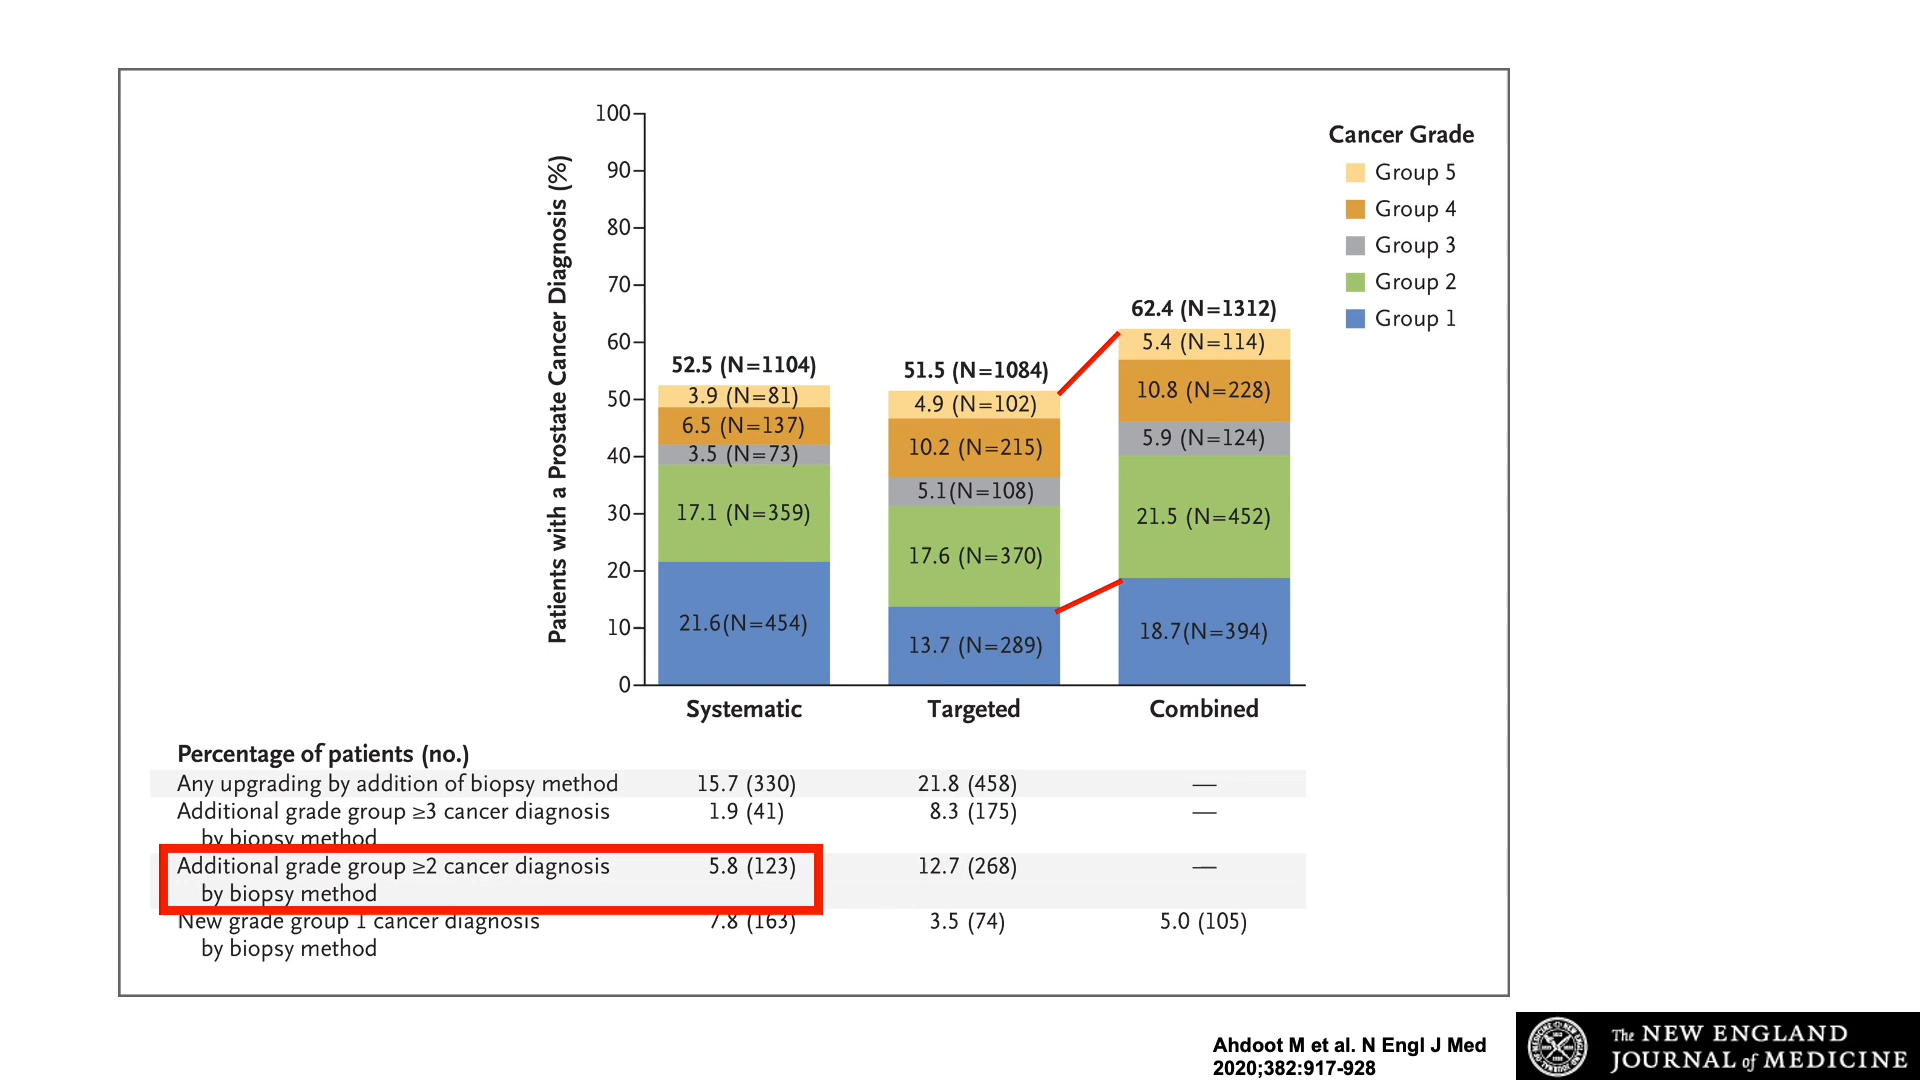 100
90
80
70
60
50
40
30
20
10
0
Patients with a Prostate Cancer Diagnosis (%)
52.5 (N=1104)
3.9 (N=81)
6.5 (N=137)
3.5 (N=73)
17.1 (N=359)
21.6(N=454)
Systematic
51.5 (N=1084)
4.9 (N=102)
10.2 (N=215)
5.1(N=108)
17.6 (N=370)
13.7 (N=289)
Targeted
62.4 (N=1312)
5.4 (N=114)
10.8 (N=228)
5.9 (N=124)
21.5 (N=452)
18.7(N=394)
Combined
Cancer Grade
Group 5
Group 4
Group 3
Group 2
Group 1
Percentage of patients (no.)
Any upgrading by addition of biopsy method 15.7 (330) 21.8 (458) —
Additional grade group ≥3 cancer diagnosis 1.9 (41) 8.3 (175) —
by biopsy method
Additional grade group ≥2 cancer diagnosis 5.8 (123) 12.7 (268) —
by biopsy method
New grade group 1 cancer diagnosis 7.8 (163) 3.5 (74) 5.0 (105)
by biopsy method
Ahdoot M et al. N Engl J Med
2020;382:917-928
The NEW ENGLAND
JOURNAL of MEDICINE